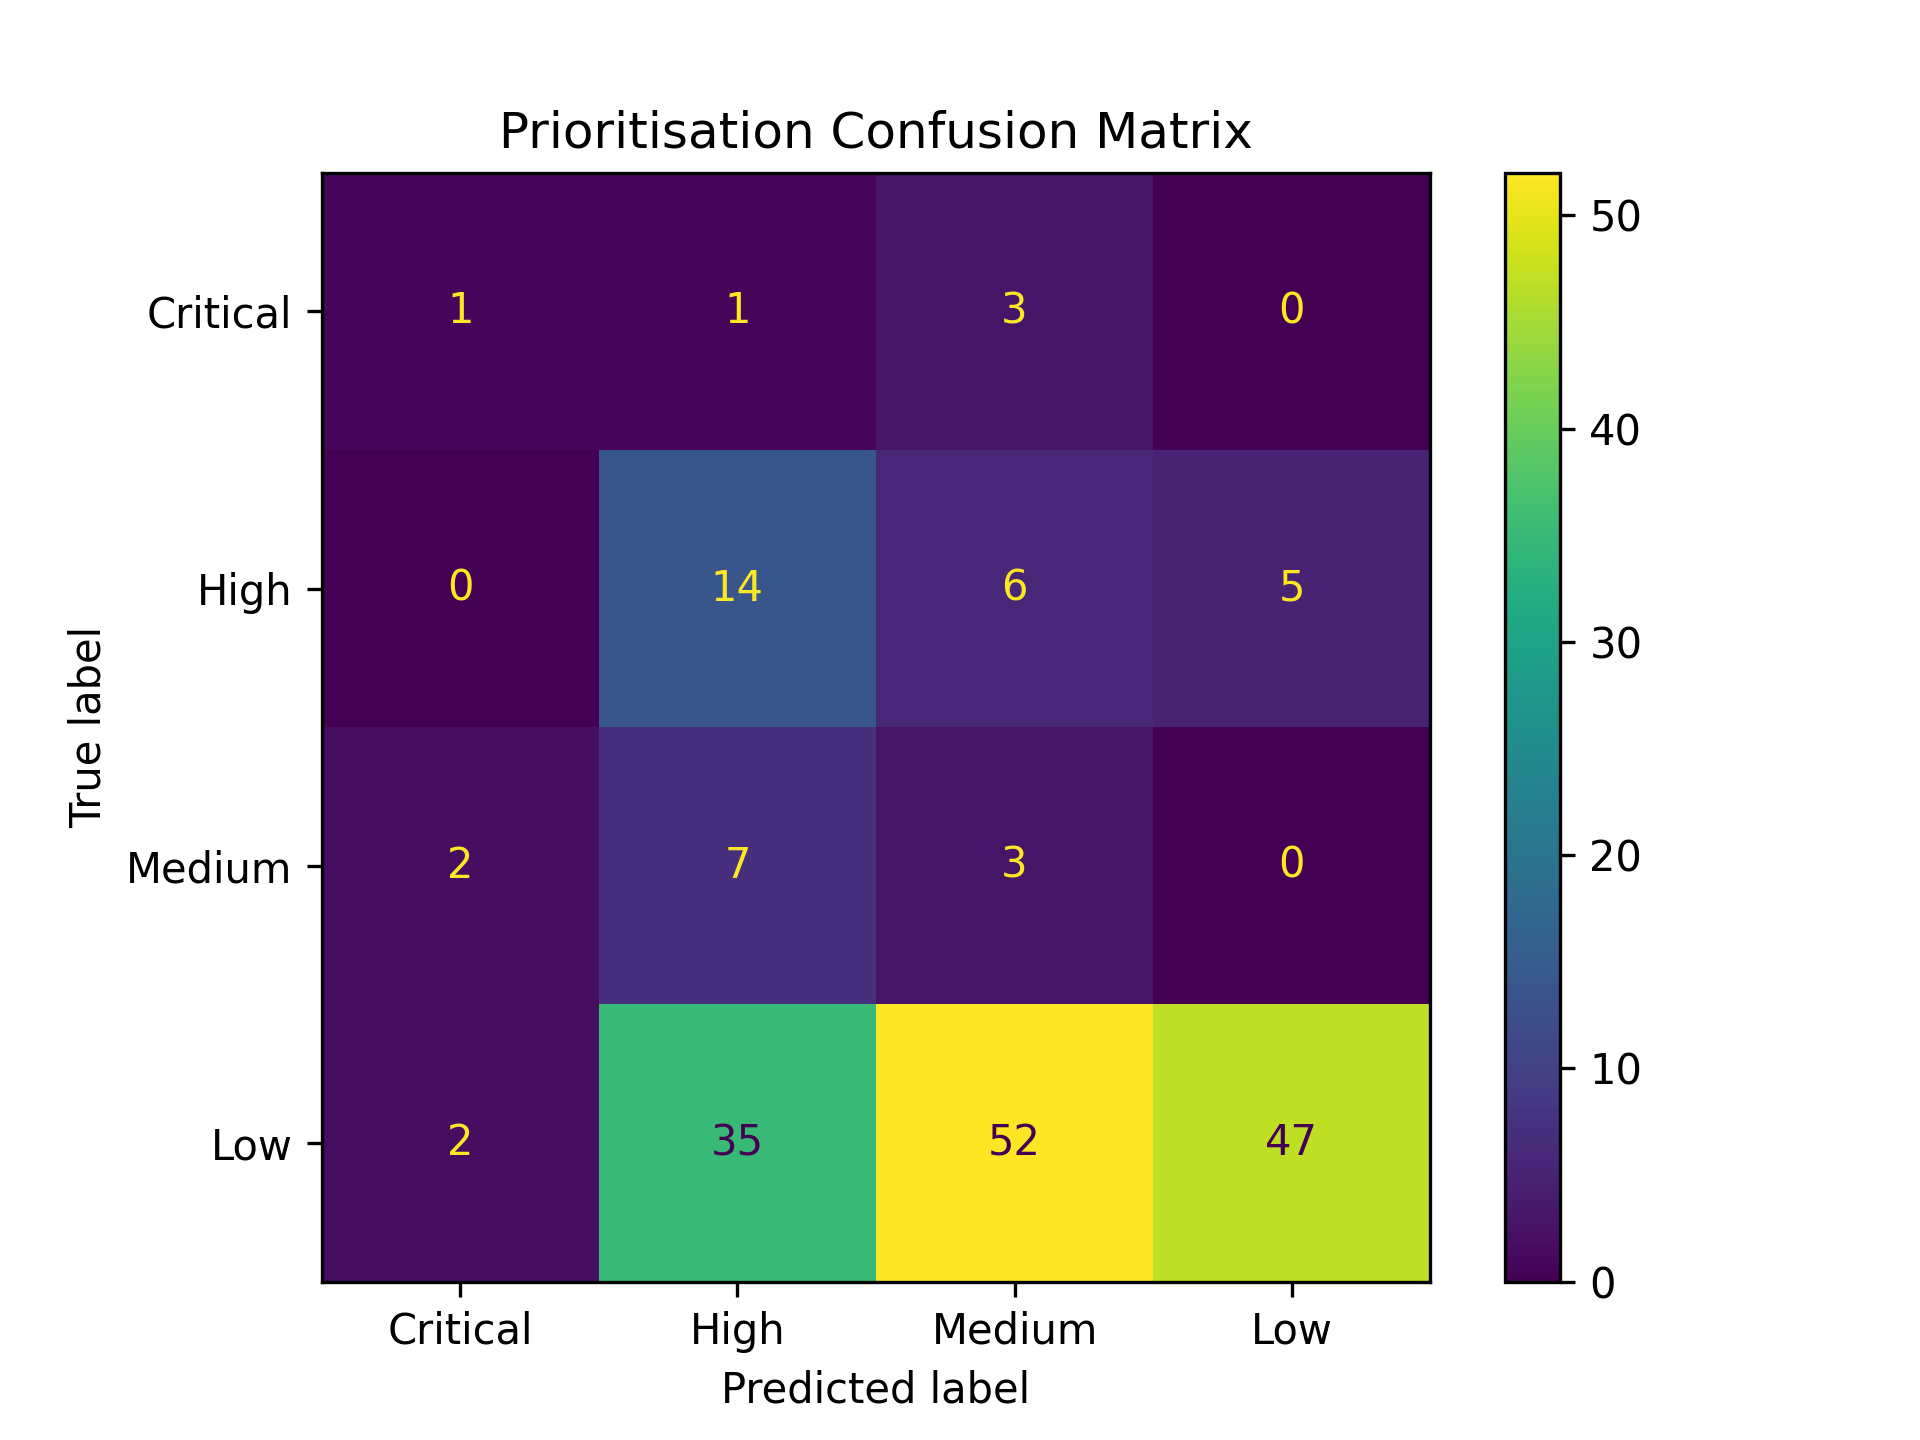 Prioritisation Confusion Matrix
Critical 1 1 3 0
High 0 14 6 5
Medium 2 7 3 0
Low 2 35 52 47
Critical High Medium Low
Predicted label
True label
50
40
30
20
10
0